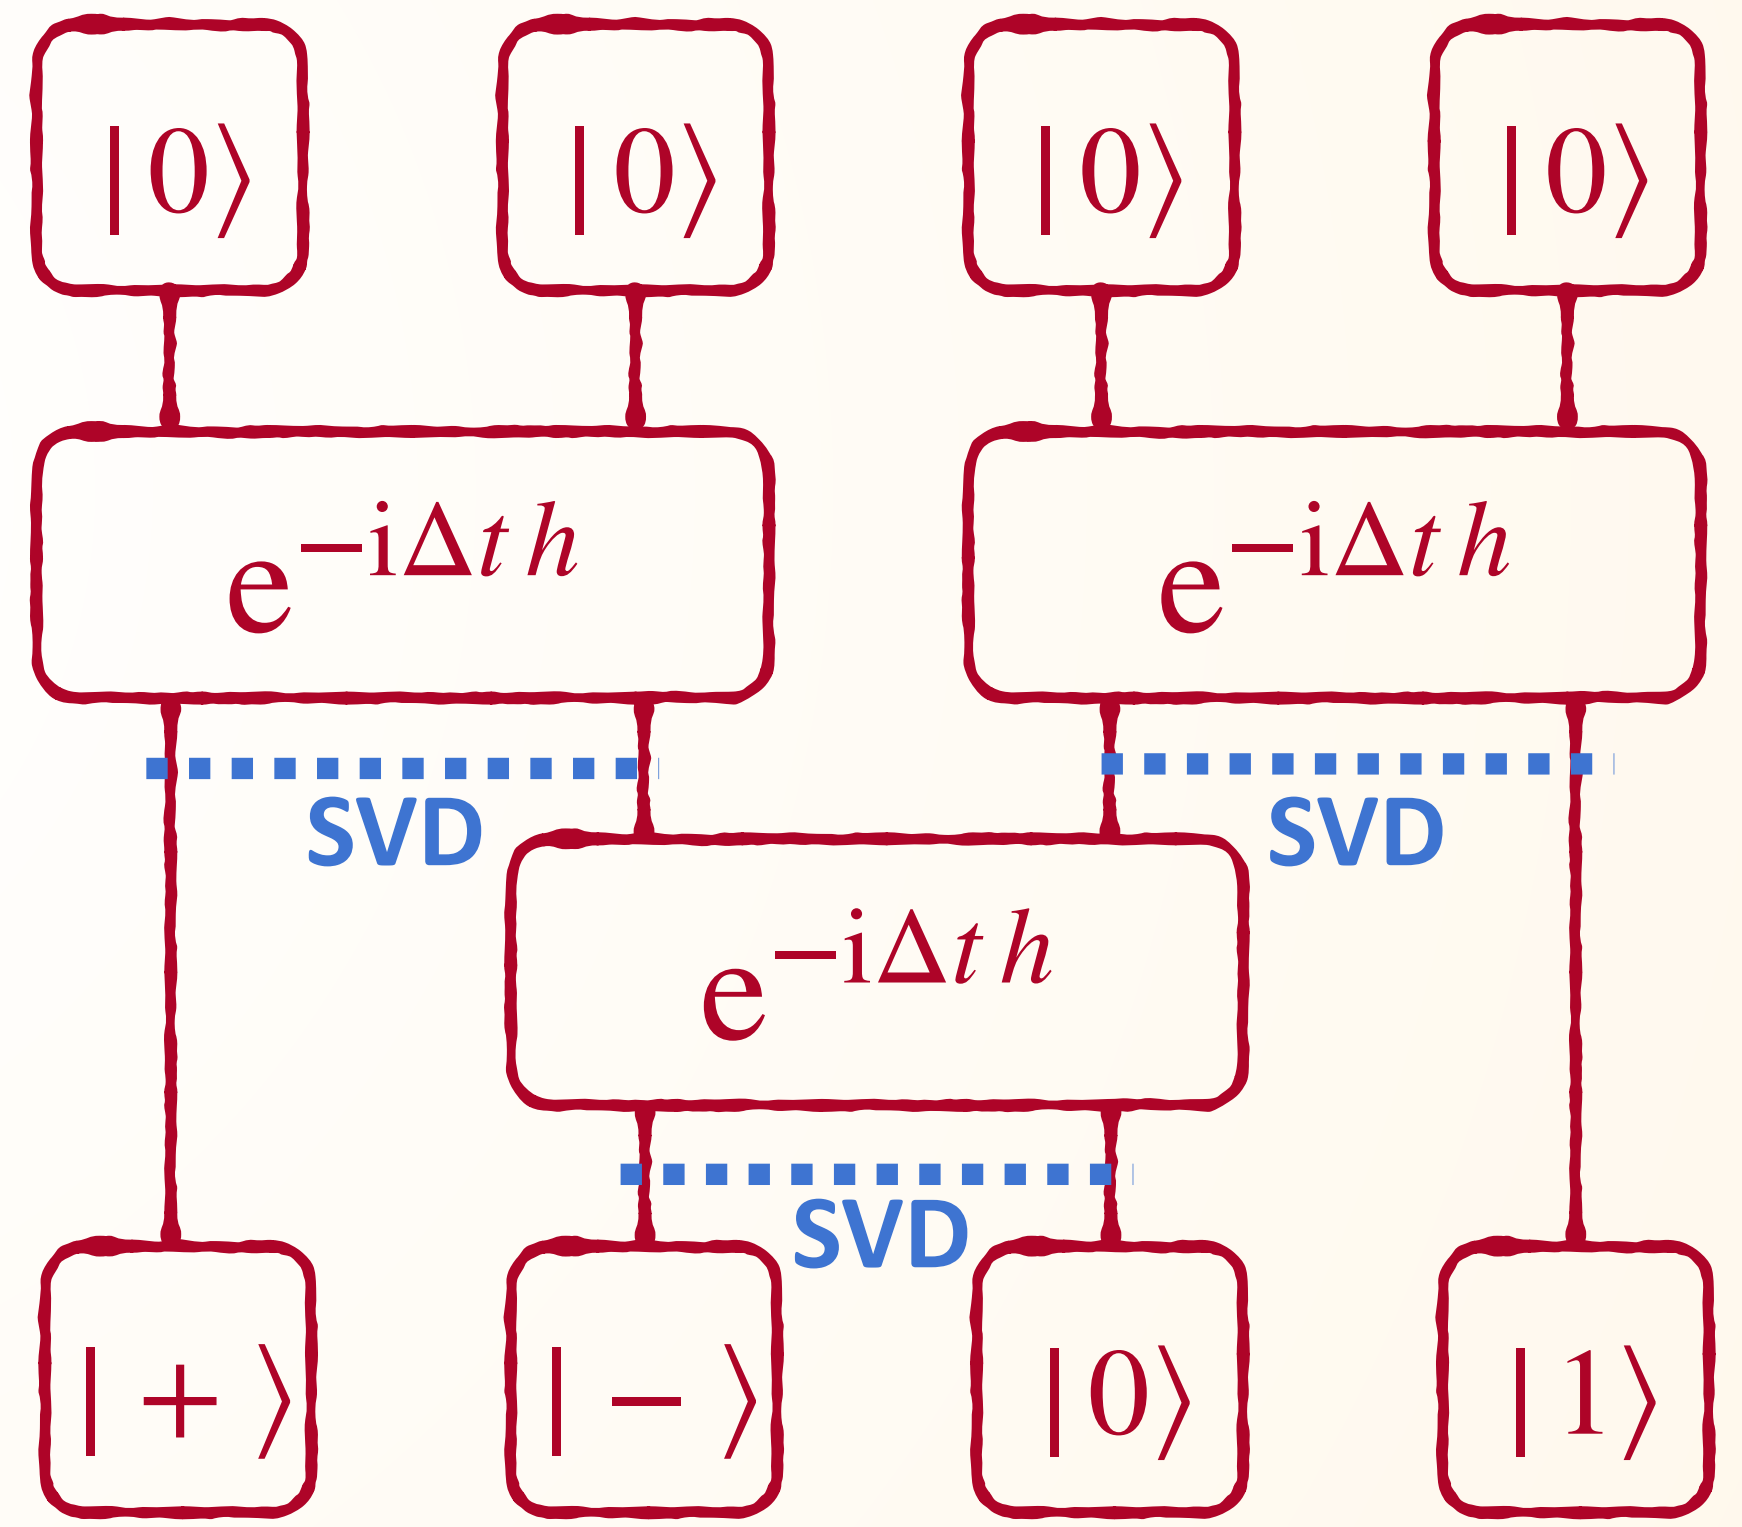 |0⟩ |0⟩ |0⟩ |0⟩
e^{−iΔt h} e^{−iΔt h}
SVD SVD
e^{−iΔt h}
SVD
|+⟩ |−⟩ |0⟩ |1⟩